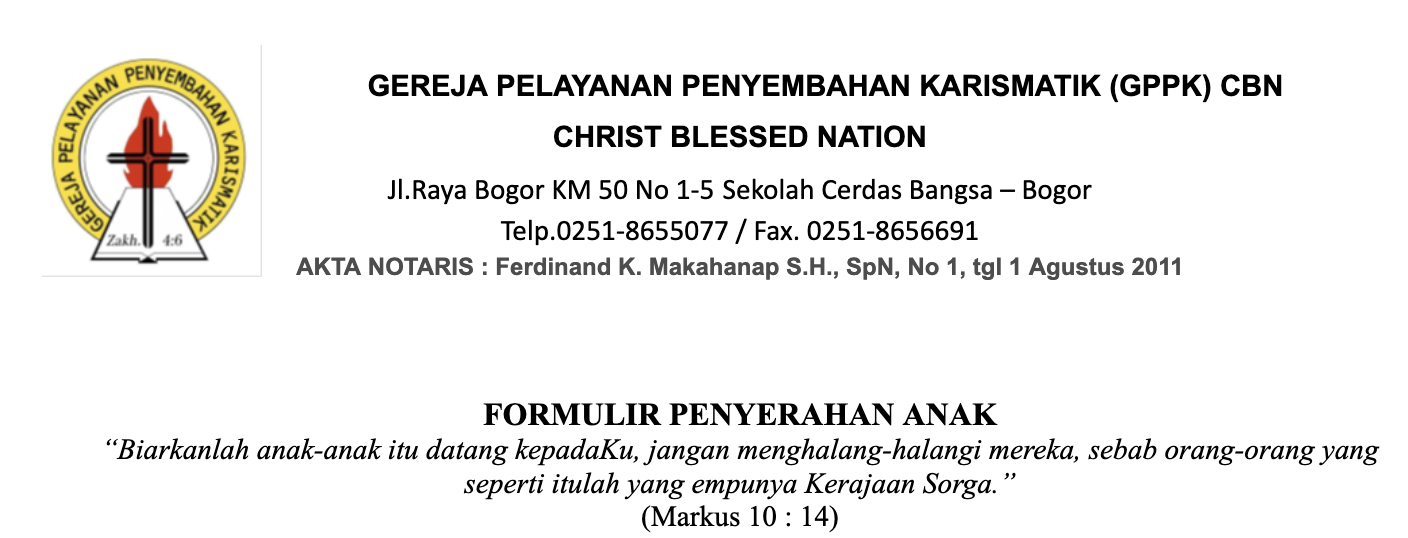 GEREJA PELAYANAN PENYEMBAHAN KARISMATIK
Zakh. 4:6
GEREJA PELAYANAN PENYEMBAHAN KARISMATIK (GPPK) CBN
CHRIST BLESSED NATION
Jl.Raya Bogor KM 50 No 1-5 Sekolah Cerdas Bangsa – Bogor
Telp.0251-8655077 / Fax. 0251-8656691
AKTA NOTARIS : Ferdinand K. Makahanap S.H., SpN, No 1, tgl 1 Agustus 2011
FORMULIR PENYERAHAN ANAK
“Biarkanlah anak-anak itu datang kepadaKu, jangan menghalang-halangi mereka, sebab orang-orang yang
seperti itulah yang empunya Kerajaan Sorga.”
(Markus 10 : 14)